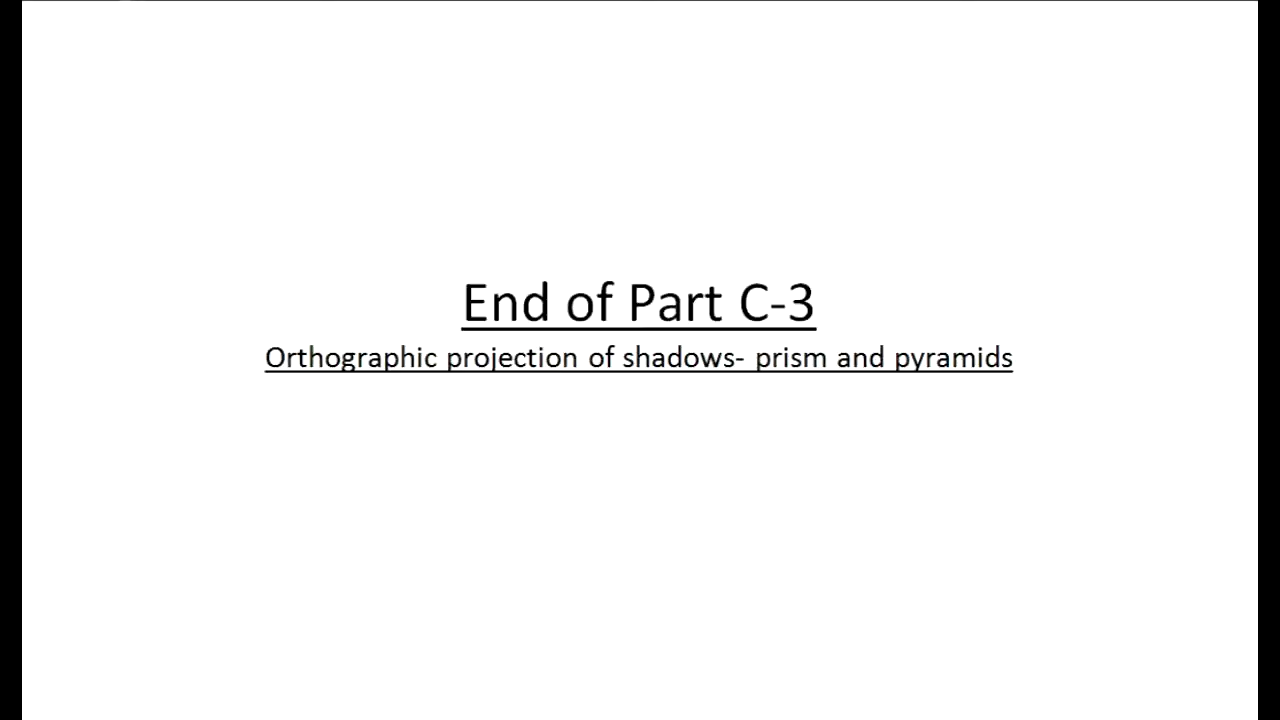 End of Part C-3
Orthographic projection of shadows- prism and pyramids